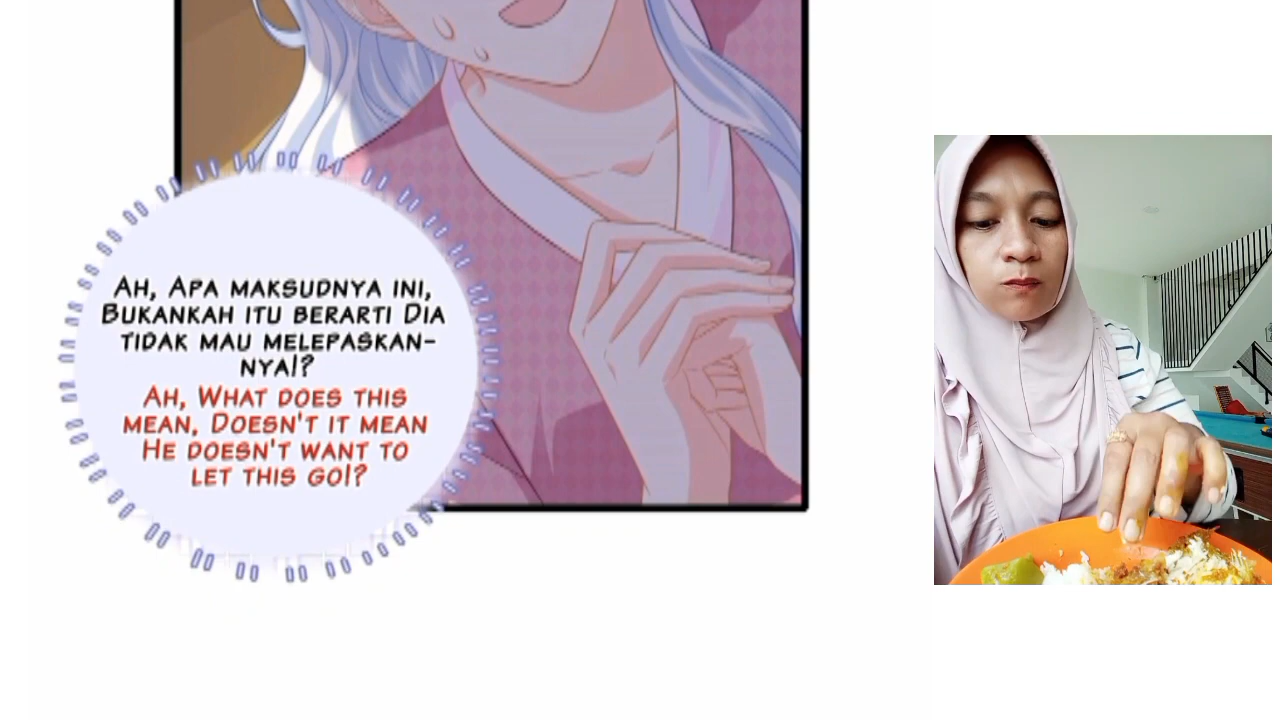 AH, APA MAKSUDNYA INI,
BUKANKAH ITU BERARTI DIA
TIDAK MAU MELEPASKAN-
NYA!?
AH, WHAT DOES THIS
MEAN, DOESN'T IT MEAN
HE DOESN'T WANT TO
LET THIS GO!?